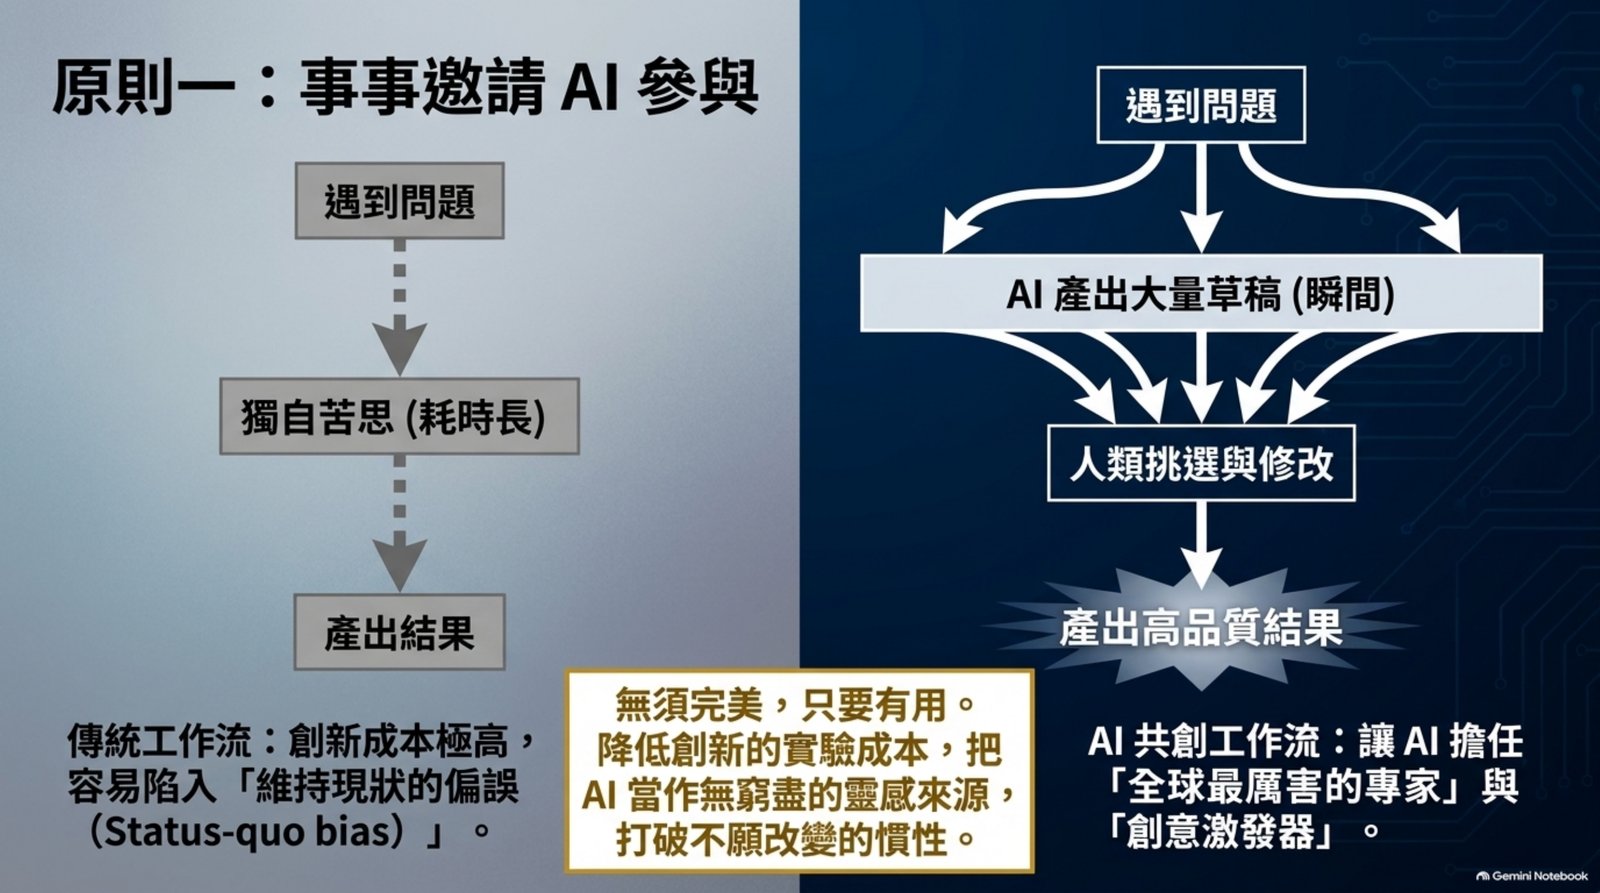 原則一：事事邀請 AI 參與
遇到問題
獨自苦思 (耗時長)
產出結果
傳統工作流：創新成本極高，
容易陷入「維持現狀的偏誤
（Status-quo bias）」。
遇到問題
AI 產出大量草稿 (瞬間)
人類挑選與修改
產出高品質結果
AI 共創工作流：讓 AI 擔任
「全球最厲害的專家」與
「創意激發器」。
無須完美，只要有用。
降低創新的實驗成本，把
AI 當作無窮盡的靈感來源，
打破不願改變的慣性。
Gemini Notebook